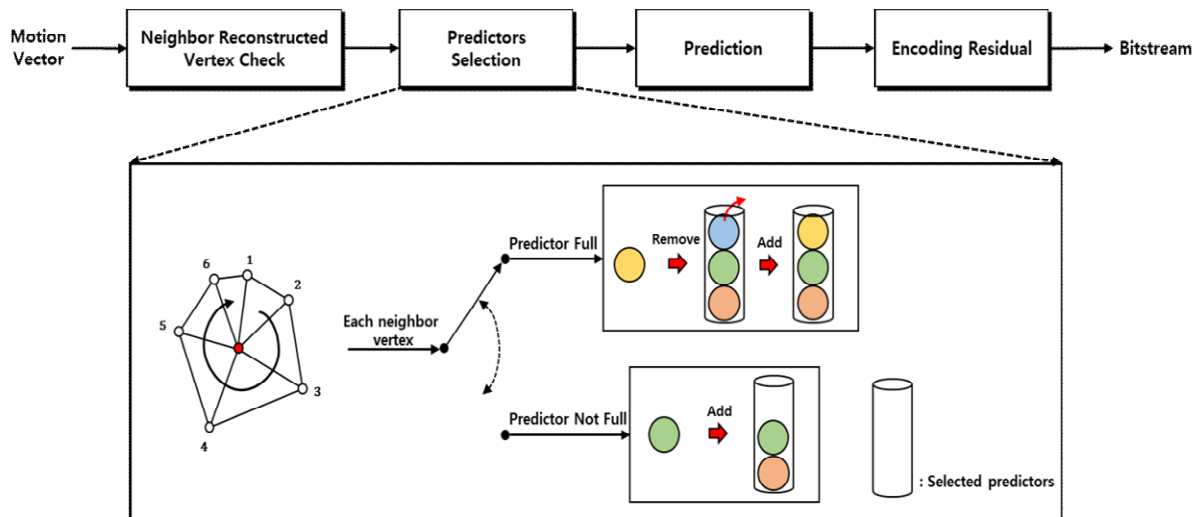 Motion
Vector
Neighbor Reconstructed
Vertex Check
Predictors
Selection
Prediction
Encoding Residual
Bitstream
1
2
3
4
5
6
Each neighbor
vertex
Predictor Full
Remove
Add
Predictor Not Full
Add
: Selected predictors